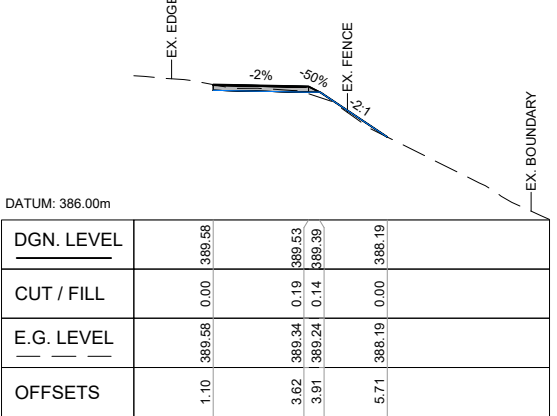 EX. EDGE
-2%
-50%
EX. FENCE
-2:1
EX. BOUNDARY
DATUM: 386.00m
DGN. LEVEL 389.58 389.53 389.39 388.19
CUT / FILL 0.00 0.19 0.14 0.00
E.G. LEVEL 389.58 389.34 389.24 388.19
OFFSETS 1.10 3.62 3.91 5.71